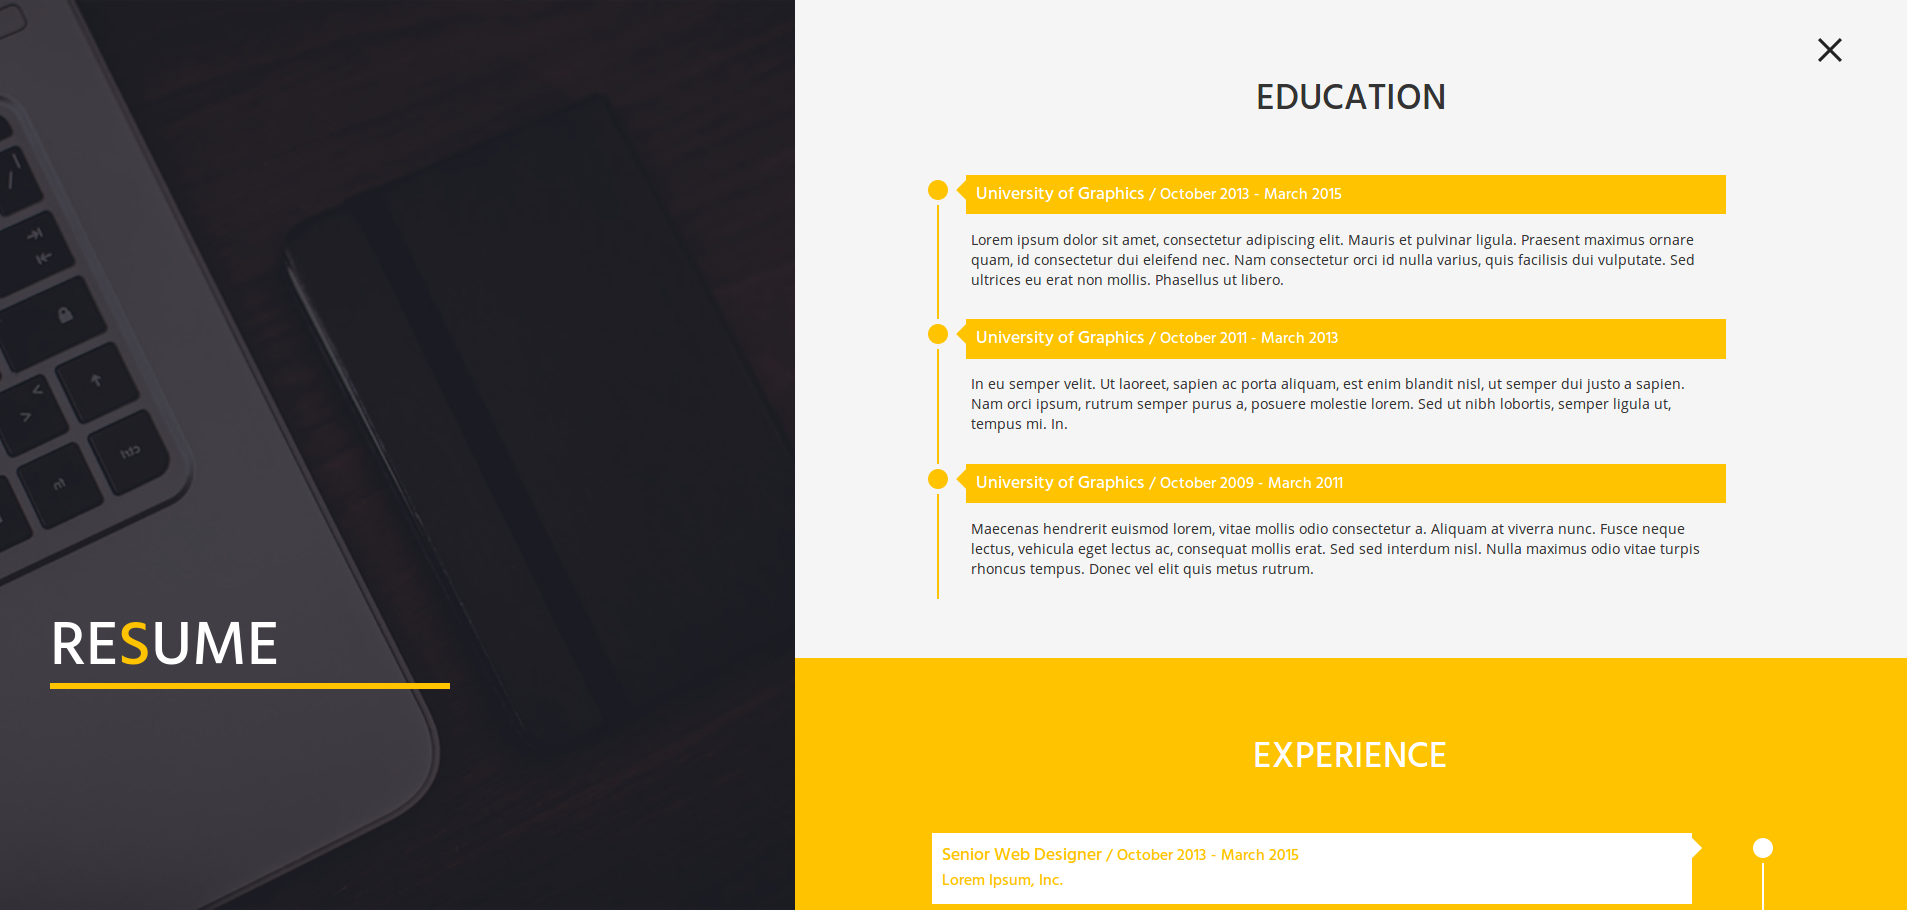 EDUCATION
University of Graphics / October 2013 - March 2015
Lorem ipsum dolor sit amet, consectetur adipiscing elit. Mauris et pulvinar ligula. Praesent maximus ornare
quam, id consectetur dui eleifend nec. Nam consectetur orci id nulla varius, quis facilisis dui vulputate. Sed
ultrices eu erat non mollis. Phasellus ut libero.
University of Graphics / October 2011 - March 2013
In eu semper velit. Ut laoreet, sapien ac porta aliquam, est enim blandit nisl, ut semper dui justo a sapien.
Nam orci ipsum, rutrum semper purus a, posuere molestie lorem. Sed ut nibh lobortis, semper ligula ut,
tempus mi. In.
University of Graphics / October 2009 - March 2011
Maecenas hendrerit euismod lorem, vitae mollis odio consectetur a. Aliquam at viverra nunc. Fusce neque
lectus, vehicula eget lectus ac, consequat mollis erat. Sed sed interdum nisl. Nulla maximus odio vitae turpis
rhoncus tempus. Donec vel elit quis metus rutrum.
ctrl
fn
RESUME
EXPERIENCE
Senior Web Designer / October 2013 - March 2015
Lorem Ipsum, Inc.